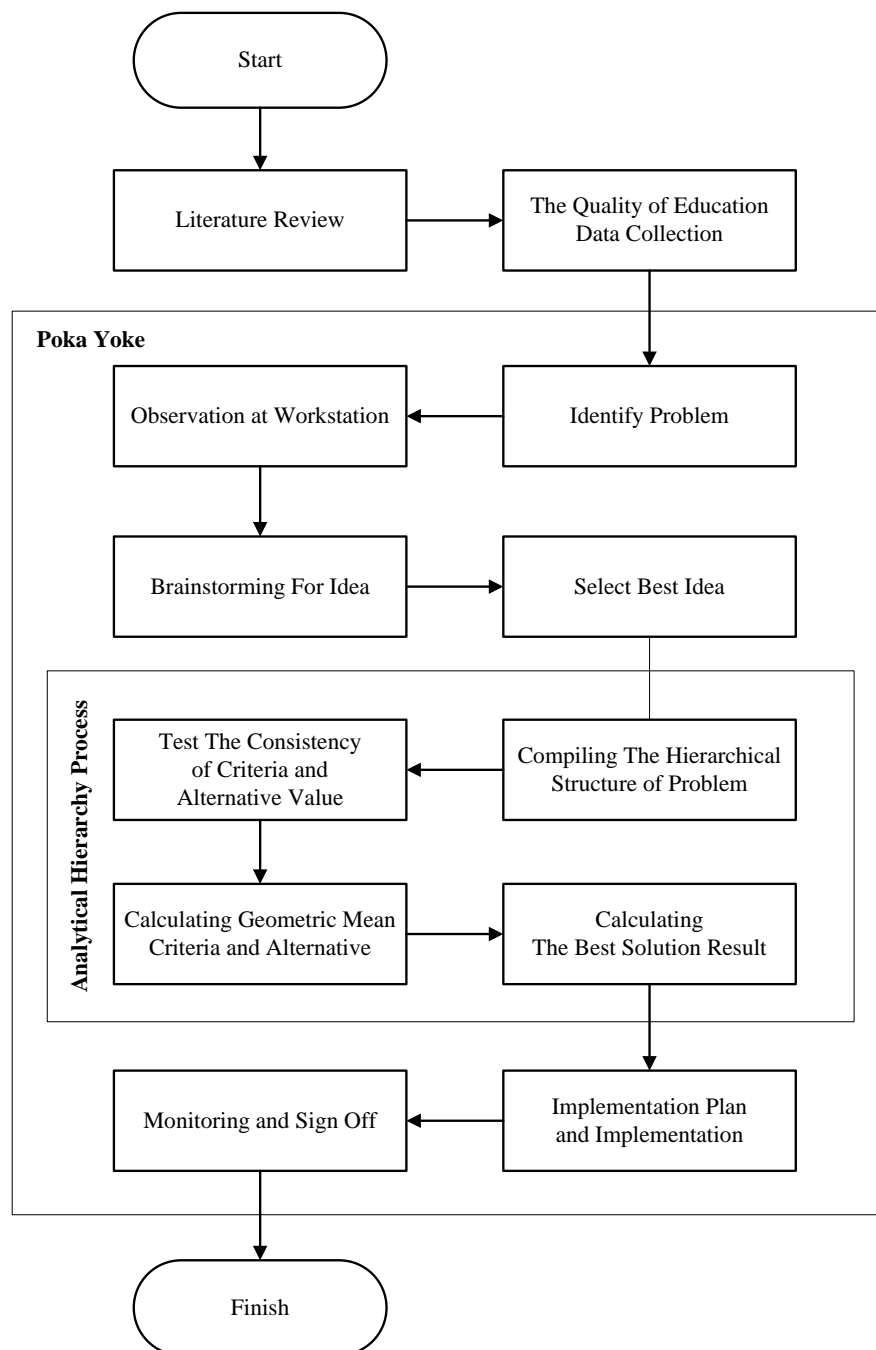 Start
Literature Review
The Quality of Education
Data Collection
Poka Yoke
Identify Problem
Observation at Workstation
Brainstorming For Idea
Select Best Idea
Analytical Hierarchy Process
Compiling The Hierarchical
Structure of Problem
Test The Consistency
of Criteria and
Alternative Value
Calculating Geometric Mean
Criteria and Alternative
Calculating
The Best Solution Result
Implementation Plan
and Implementation
Monitoring and Sign Off
Finish